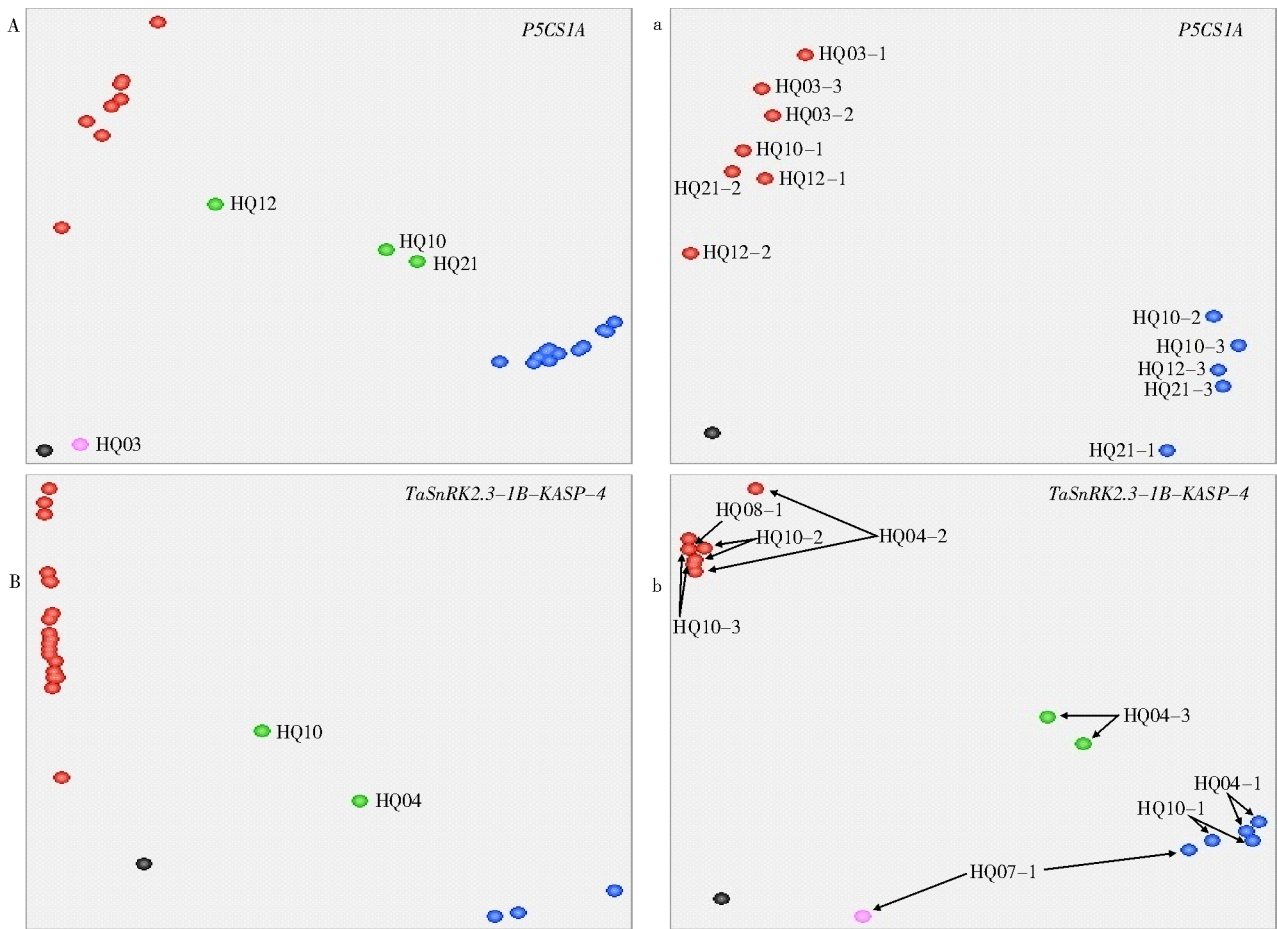 A
P5CS1A
HQ12
HQ10
HQ21
HQ03
a
P5CS1A
HQ03–1
HQ03–3
HQ03–2
HQ10–1
HQ21–2
HQ12–1
HQ12–2
HQ10–2
HQ10–3
HQ12–3
HQ21–3
HQ21–1
B
TaSnRK2.3–1B–KASP–4
HQ10
HQ04
b
TaSnRK2.3–1B–KASP–4
HQ08–1
HQ10–2
HQ04–2
HQ10–3
HQ04–3
HQ04–1
HQ10–1
HQ07–1